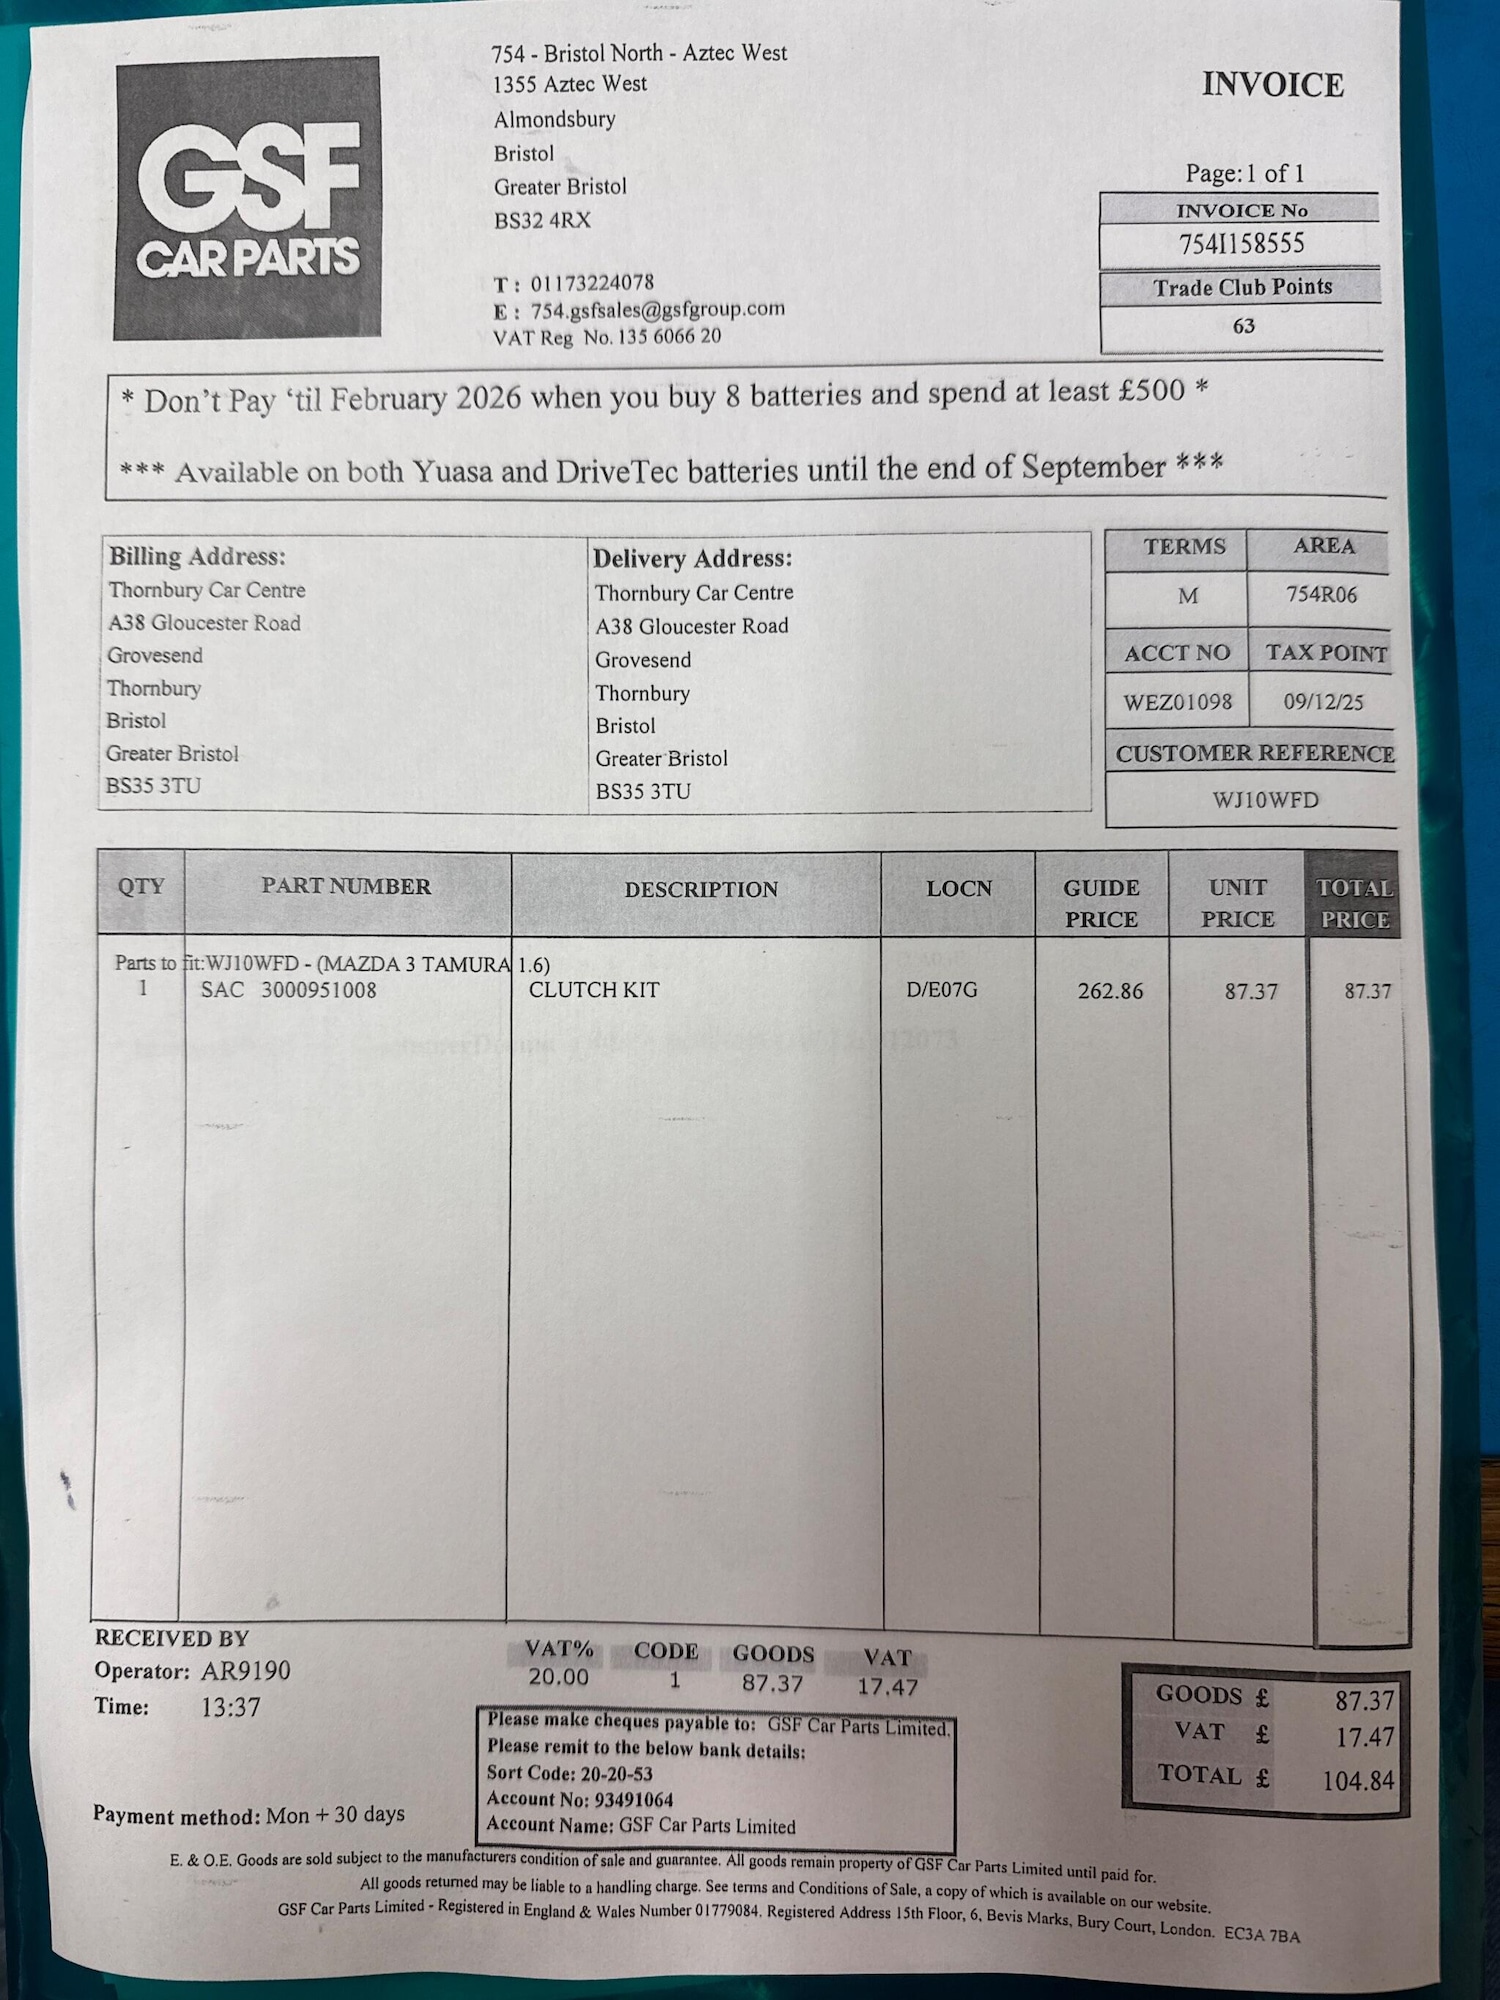 GSF
CAR PARTS
754 - Bristol North - Aztec West
1355 Aztec West
Almondsbury
Bristol
Greater Bristol
BS32 4RX
T : 01173224078
E : 754.gsfsales@gsfgroup.com
VAT Reg No. 135 6066 20
INVOICE
Page:1 of 1
INVOICE No
754I158555
Trade Club Points
63
* Don't Pay 'til February 2026 when you buy 8 batteries and spend at least £500 *
*** Available on both Yuasa and DriveTec batteries until the end of September ***
Billing Address:
Thornbury Car Centre
A38 Gloucester Road
Grovesend
Thornbury
Bristol
Greater Bristol
BS35 3TU
Delivery Address:
Thornbury Car Centre
A38 Gloucester Road
Grovesend
Thornbury
Bristol
Greater Bristol
BS35 3TU
TERMS AREA
M 754R06
ACCT NO TAX POINT
WEZ01098 09/12/25
CUSTOMER REFERENCE
WJ10WFD
QTY PART NUMBER DESCRIPTION LOCN GUIDE PRICE UNIT PRICE TOTAL PRICE
Parts to fit:WJ10WFD - (MAZDA 3 TAMURA 1.6)
1 SAC 3000951008 CLUTCH KIT D/E07G 262.86 87.37 87.37
RECEIVED BY
Operator: AR9190
Time: 13:37
Payment method: Mon + 30 days
VAT% CODE GOODS VAT
20.00 1 87.37 17.47
Please make cheques payable to: GSF Car Parts Limited.
Please remit to the below bank details:
Sort Code: 20-20-53
Account No: 93491064
Account Name: GSF Car Parts Limited
GOODS £ 87.37
VAT £ 17.47
TOTAL £ 104.84
E. & O.E. Goods are sold subject to the manufacturers condition of sale and guarantee. All goods remain property of GSF Car Parts Limited until paid for.
All goods returned may be liable to a handling charge. See terms and Conditions of Sale, a copy of which is available on our website.
GSF Car Parts Limited - Registered in England & Wales Number 01779084. Registered Address 15th Floor, 6, Bevis Marks, Bury Court, London. EC3A 7BA